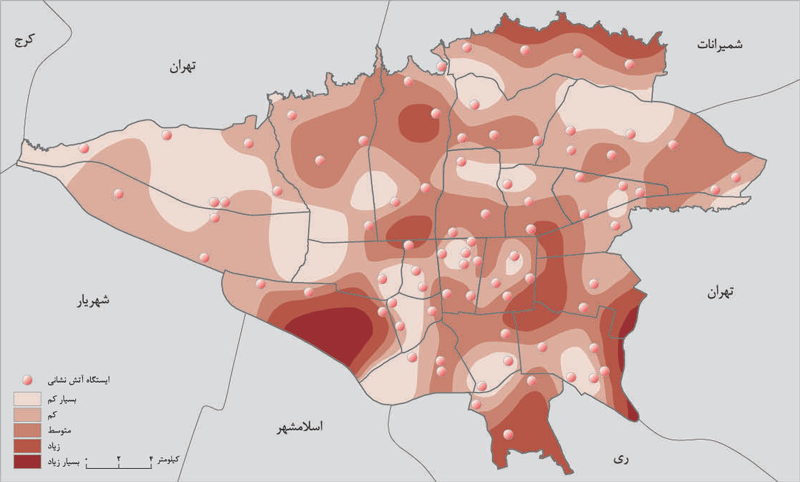 شمیرانات
کرج
تهران
تهران
شهریار
اسلامشهر
ری
ایستگاه آتش نشانی
بسیار کم
کم
متوسط
زیاد
بسیار زیاد
۰ ۲ ۴ کیلومتر